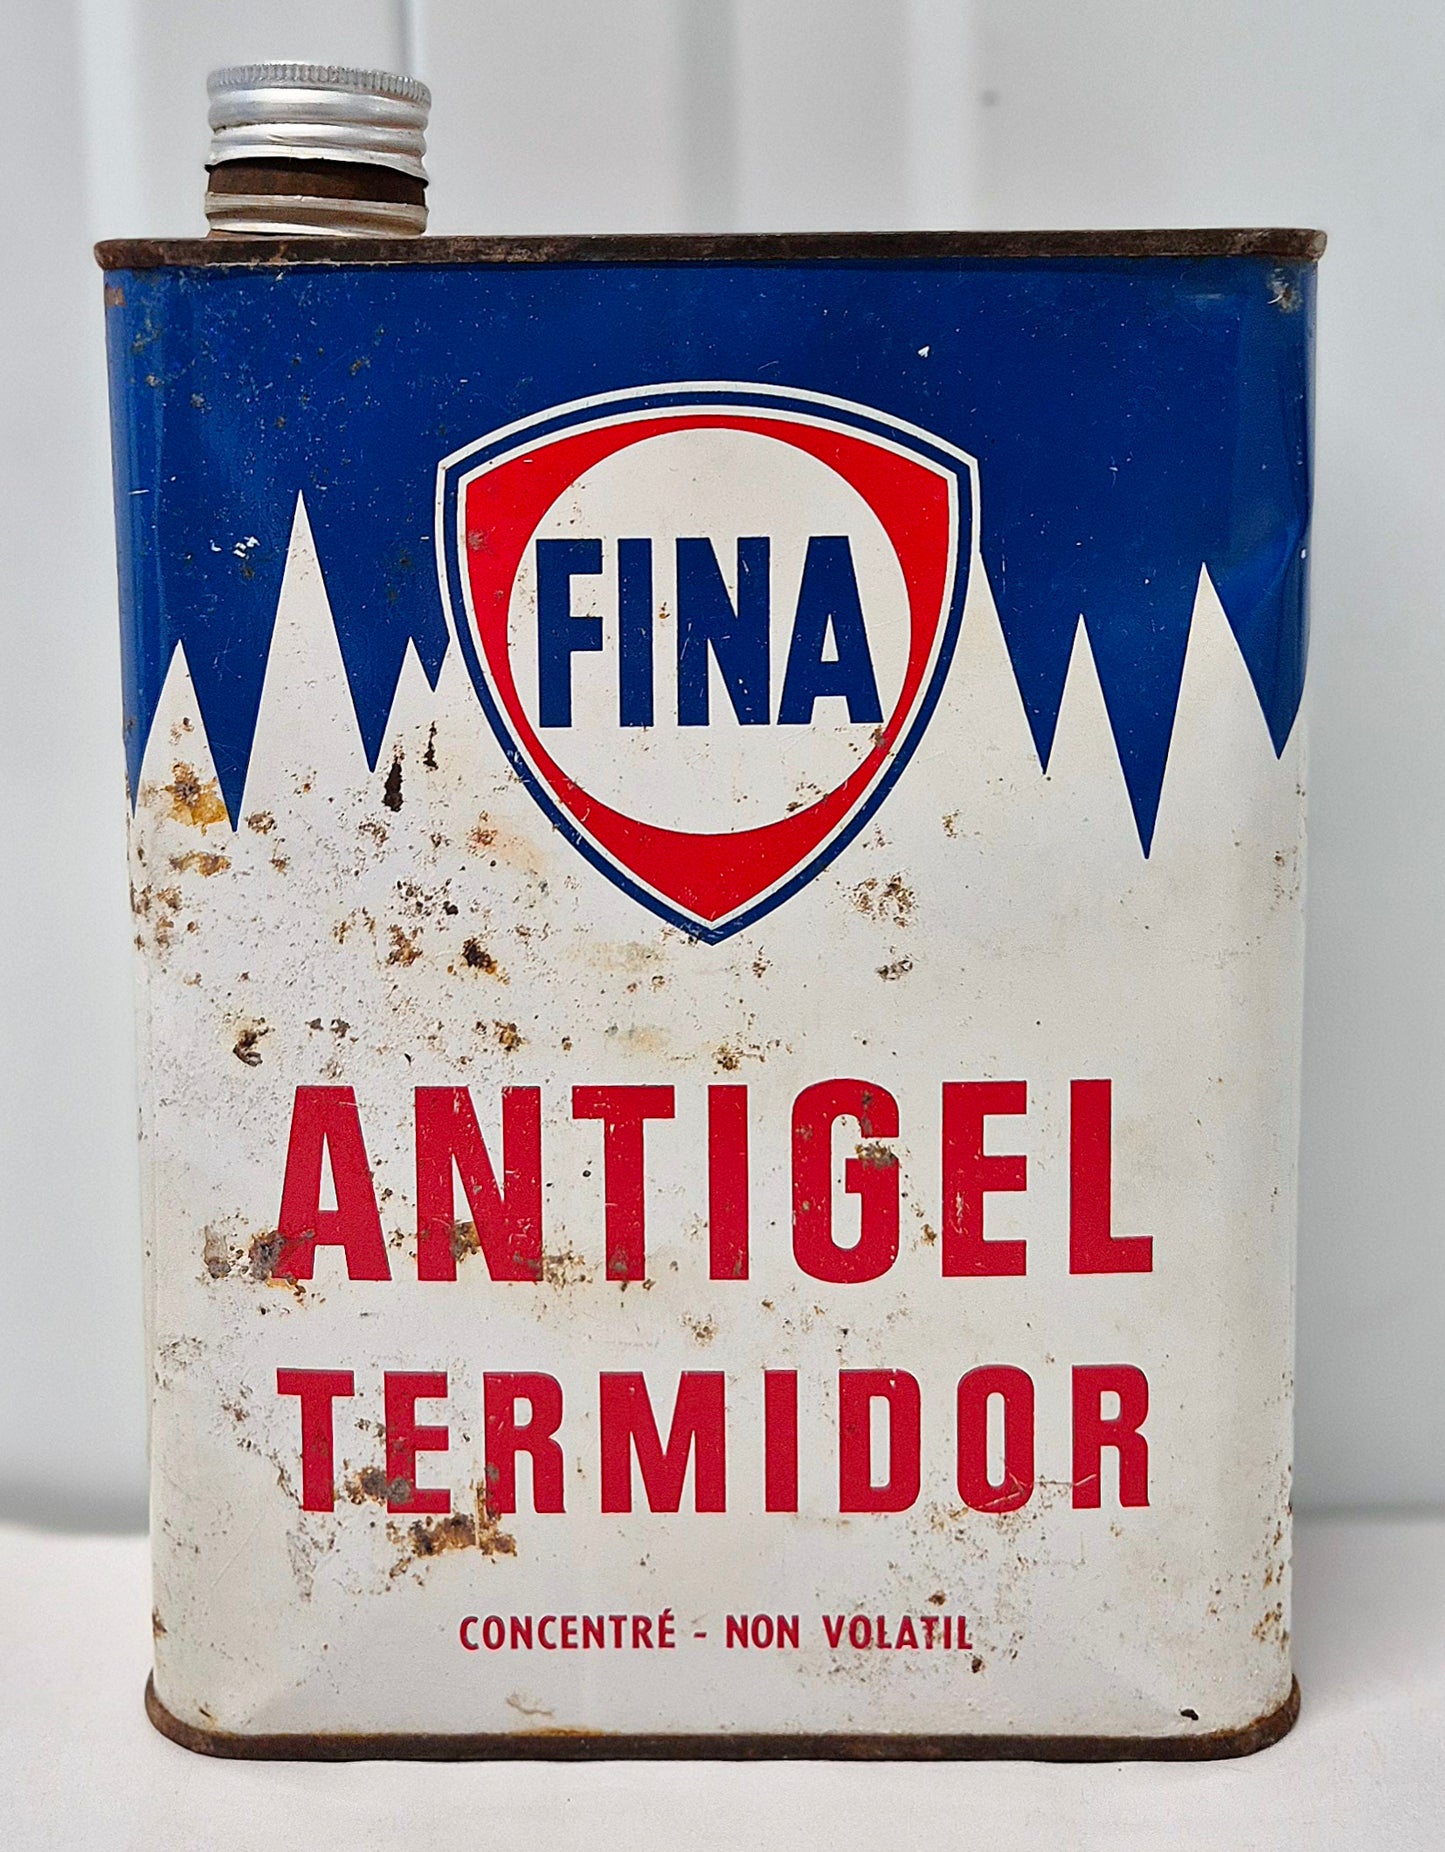 FINA
ANTIGEL
TERMIDOR
CONCENTRÉ - NON VOLATIL